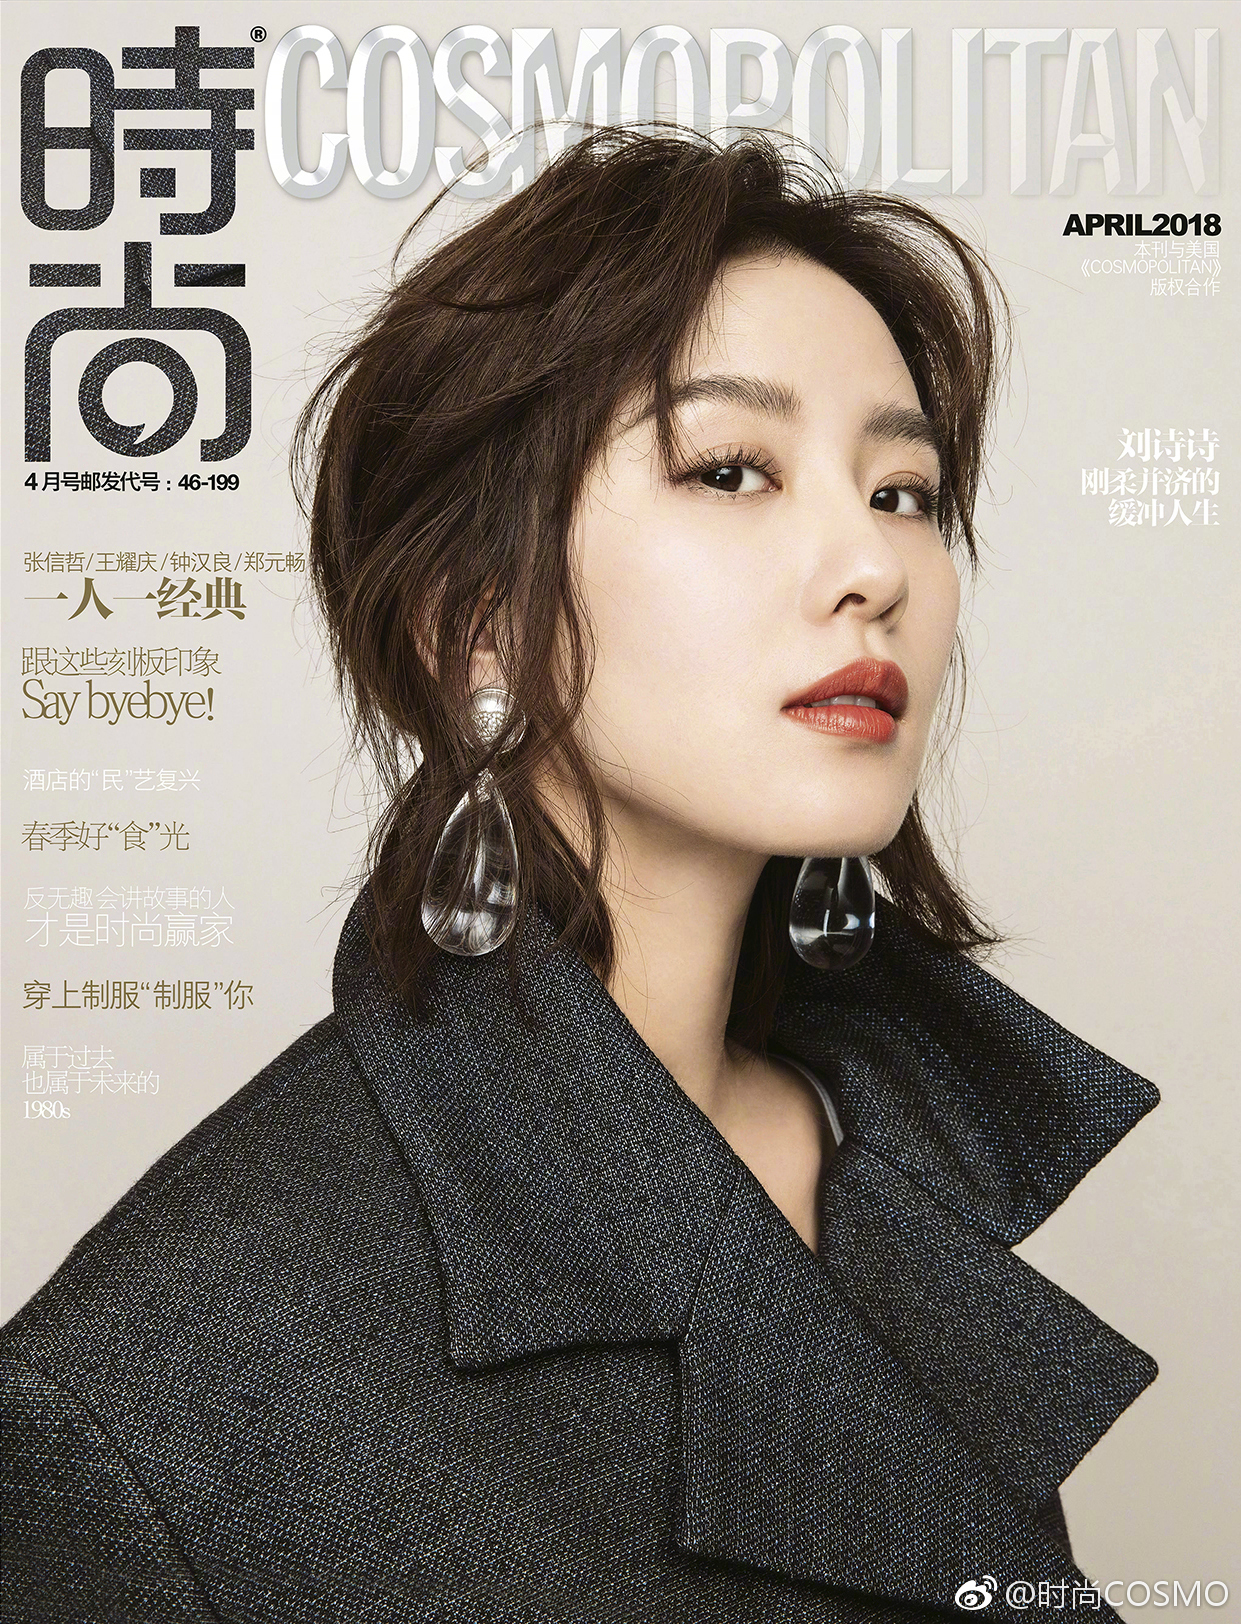 時尚
®
COSMOPOLITAN
APRIL2018
本刊与美国
《COSMOPOLITAN》
版权合作
4月号邮发代号：46-199
刘诗诗
刚柔并济的
缓冲人生
张信哲/王耀庆/钟汉良/郑元畅
一人一经典
跟这些刻板印象
Say byebye!
酒店的“民”艺复兴
春季好“食”光
反无趣会讲故事的人
才是时尚赢家
穿上制服“制服”你
属于过去
也属于未来的
1980s
@时尚COSMO